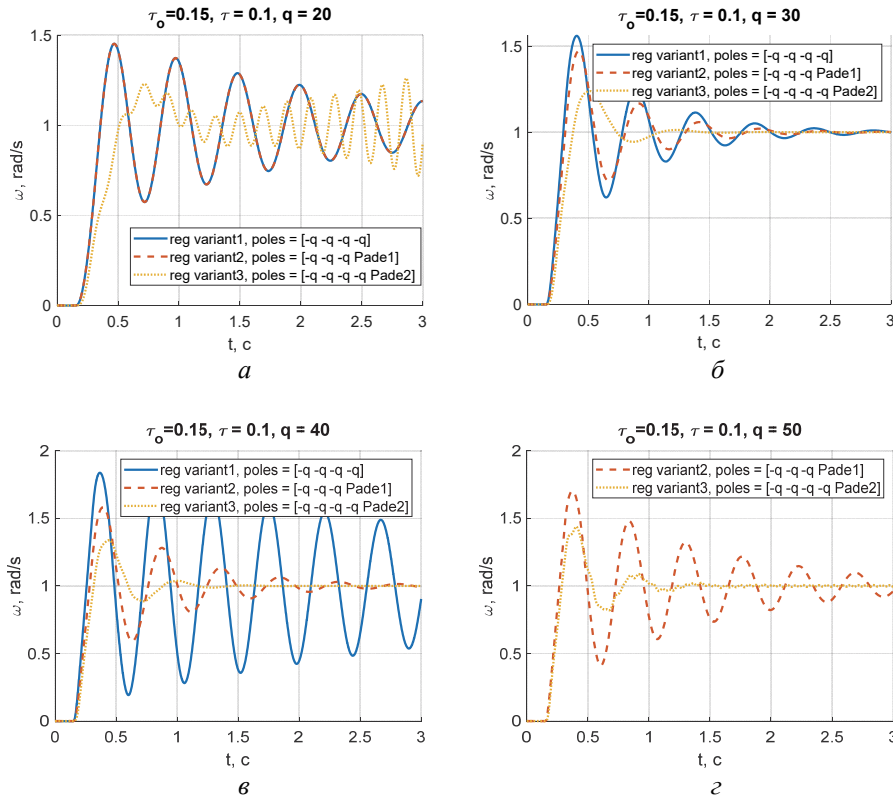 τo=0.15, τ = 0.1, q = 20
1.5
1
0.5
0
ω, rad/s
reg variant1, poles = [-q -q -q -q]
reg variant2, poles = [-q -q -q Pade1]
reg variant3, poles = [-q -q -q -q Pade2]
0 0.5 1 1.5 2 2.5 3
t, c
а
τo=0.15, τ = 0.1, q = 30
1.5
1
0.5
0
ω, rad/s
reg variant1, poles = [-q -q -q -q]
reg variant2, poles = [-q -q -q Pade1]
reg variant3, poles = [-q -q -q -q Pade2]
0 0.5 1 1.5 2 2.5 3
t, c
б
τo=0.15, τ = 0.1, q = 40
2
1.5
1
0.5
0
ω, rad/s
reg variant1, poles = [-q -q -q -q]
reg variant2, poles = [-q -q -q Pade1]
reg variant3, poles = [-q -q -q -q Pade2]
0 0.5 1 1.5 2 2.5 3
t, c
в
τo=0.15, τ = 0.1, q = 50
2
1.5
1
0.5
0
ω, rad/s
reg variant2, poles = [-q -q -q Pade1]
reg variant3, poles = [-q -q -q -q Pade2]
0 0.5 1 1.5 2 2.5 3
t, c
г